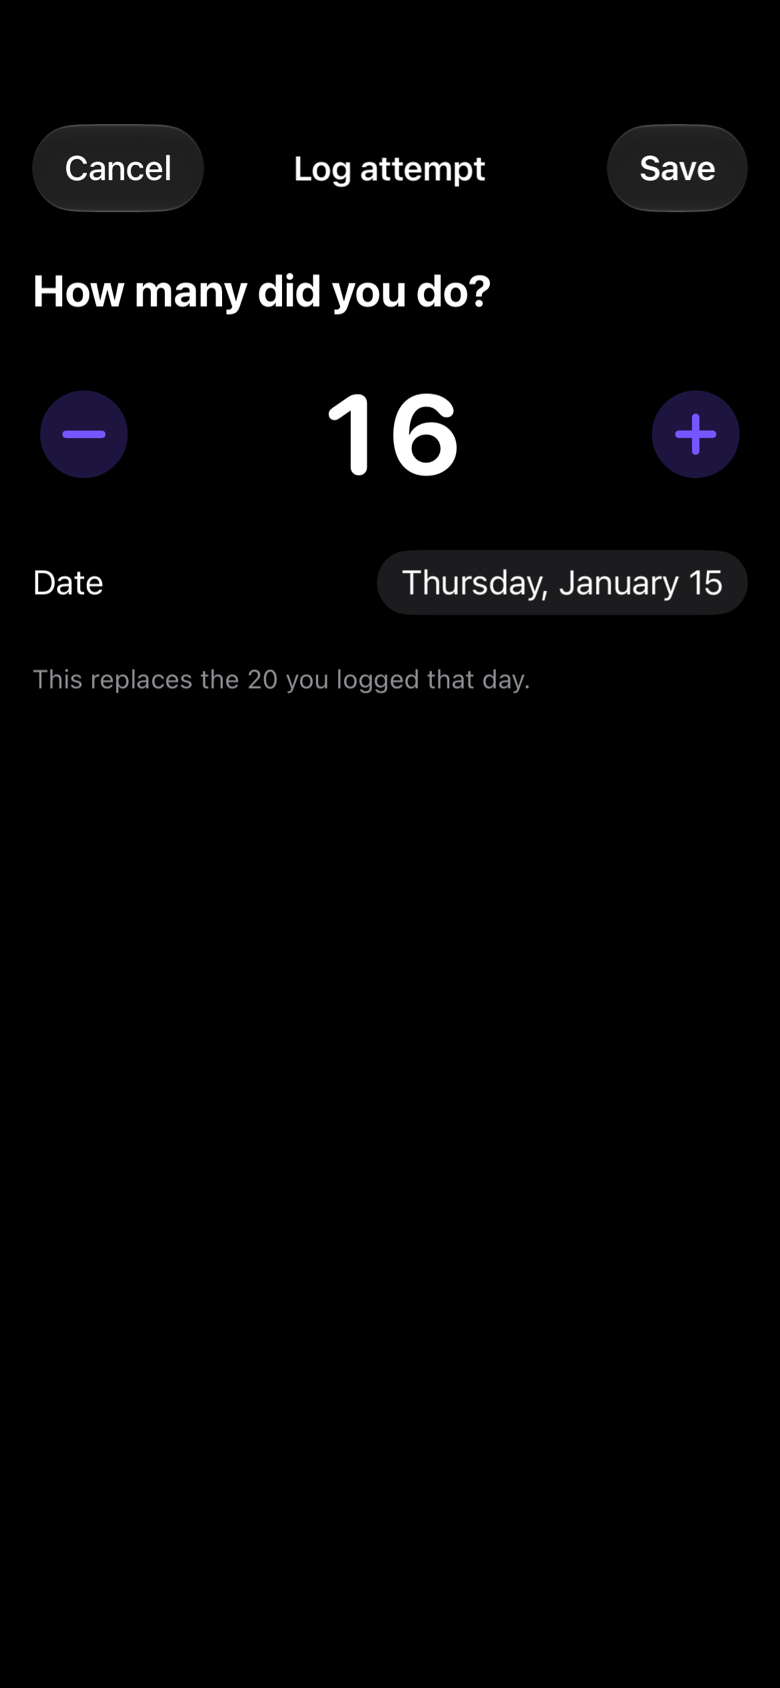 Cancel
Log attempt
Save
How many did you do?
16
Date
Thursday, January 15
This replaces the 20 you logged that day.